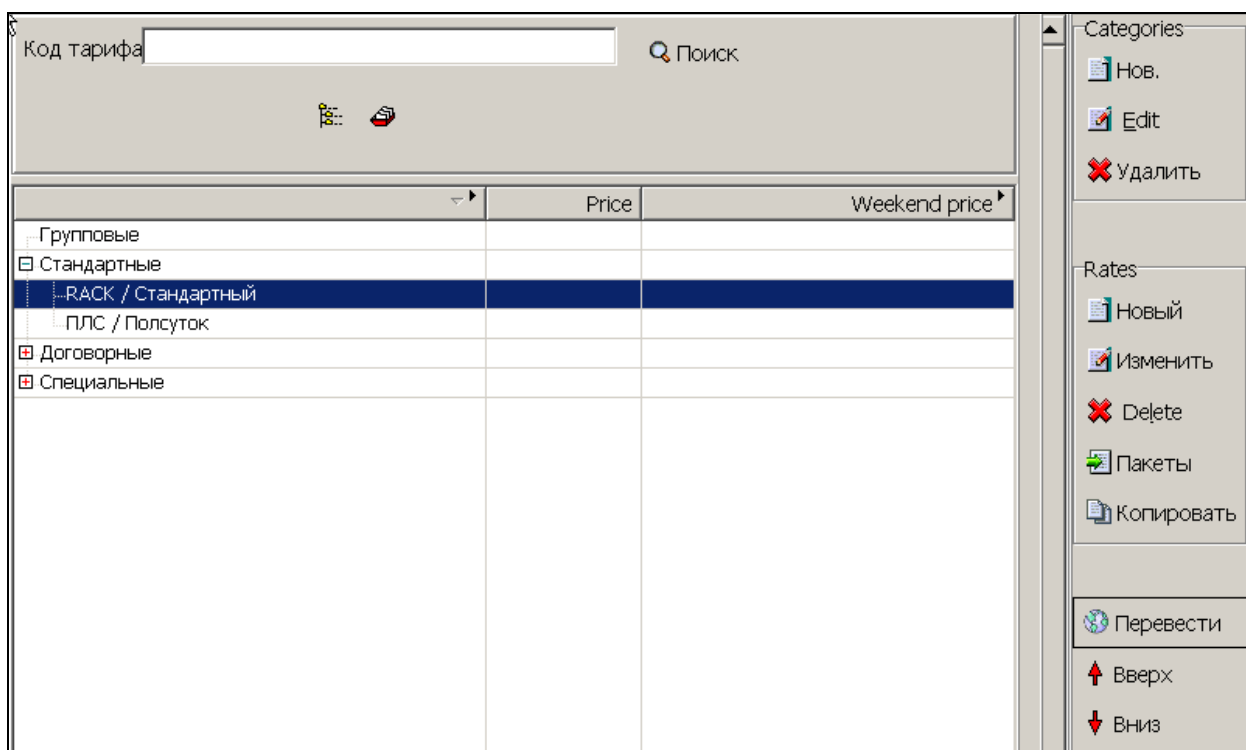 Код тарифа
Поиск
Price Weekend price
Групповые
Стандартные
RACK / Стандартный
ПЛС / Полсуток
Договорные
Специальные
Categories
Нов.
Edit
Удалить
Rates
Новый
Изменить
Delete
Пакеты
Копировать
Перевести
Вверх
Вниз